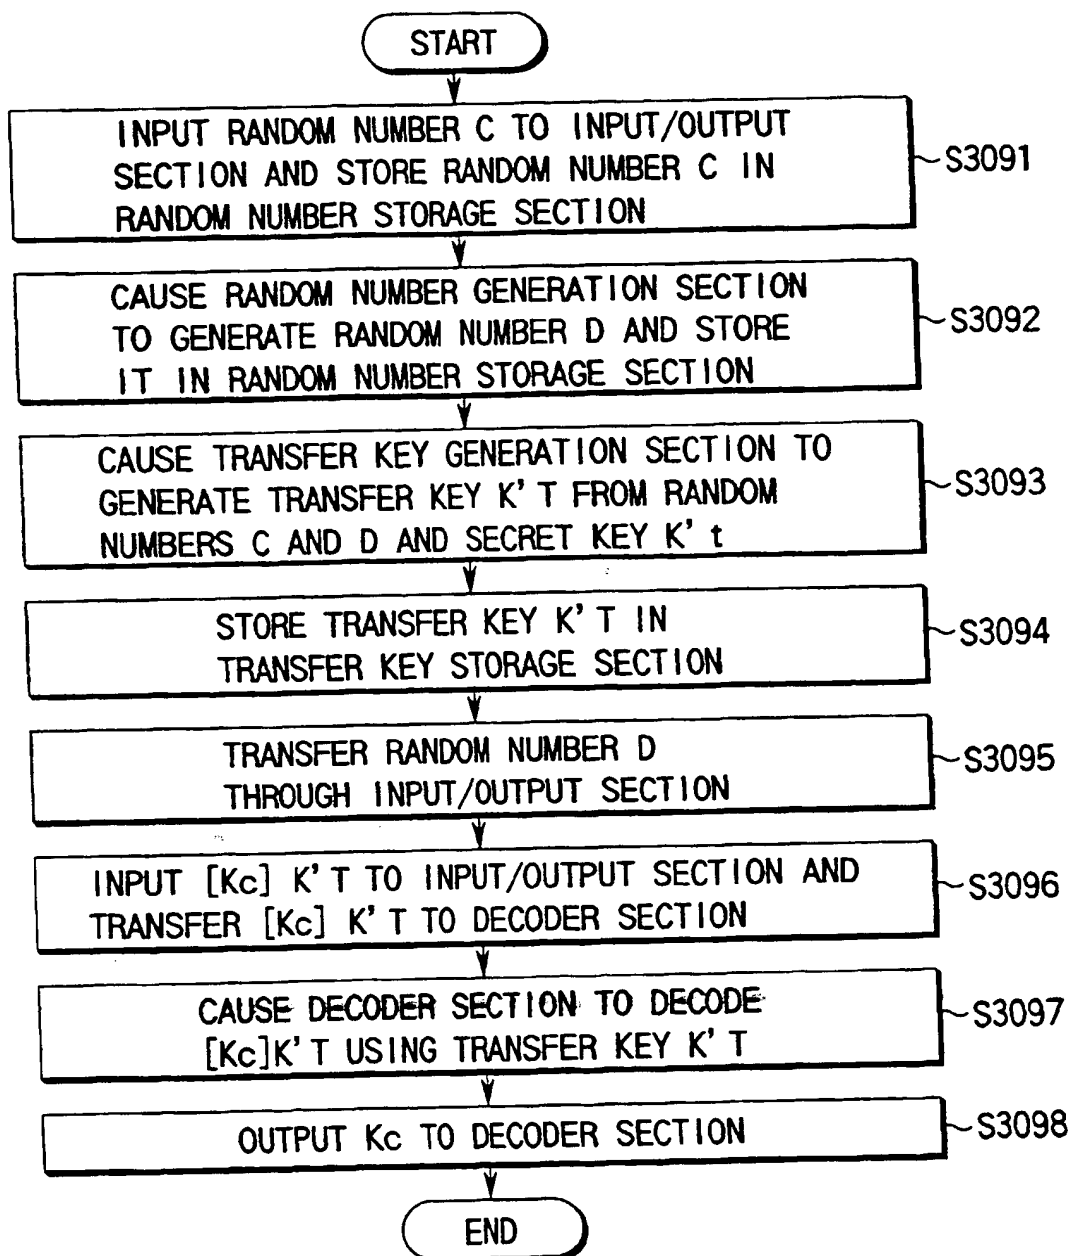 START
INPUT RANDOM NUMBER C TO INPUT/OUTPUT
SECTION AND STORE RANDOM NUMBER C IN
RANDOM NUMBER STORAGE SECTION
S3091
CAUSE RANDOM NUMBER GENERATION SECTION
TO GENERATE RANDOM NUMBER D AND STORE
IT IN RANDOM NUMBER STORAGE SECTION
S3092
CAUSE TRANSFER KEY GENERATION SECTION TO
GENERATE TRANSFER KEY K'T FROM RANDOM
NUMBERS C AND D AND SECRET KEY K't
S3093
STORE TRANSFER KEY K'T IN
TRANSFER KEY STORAGE SECTION
S3094
TRANSFER RANDOM NUMBER D
THROUGH INPUT/OUTPUT SECTION
S3095
INPUT [Kc] K'T TO INPUT/OUTPUT SECTION AND
TRANSFER [Kc] K'T TO DECODER SECTION
S3096
CAUSE DECODER SECTION TO DECODE
[Kc]K'T USING TRANSFER KEY K'T
S3097
OUTPUT Kc TO DECODER SECTION
S3098
END